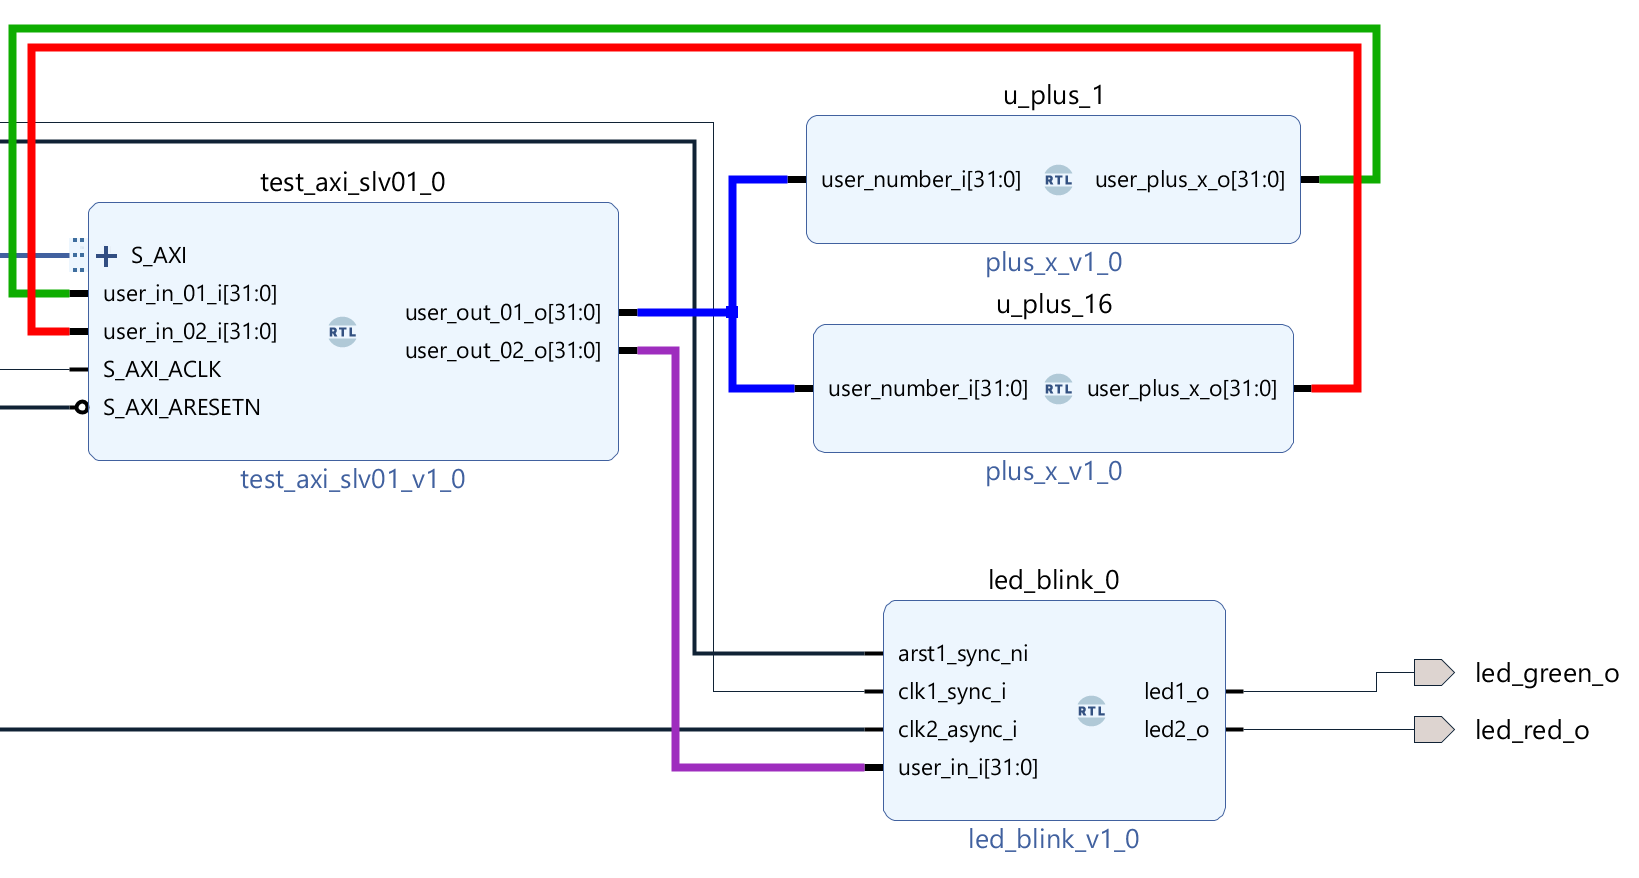 u_plus_1
user_number_i[31:0]
RTL
user_plus_x_o[31:0]
plus_x_v1_0
test_axi_slv01_0
S_AXI
user_in_01_i[31:0]
user_in_02_i[31:0]
S_AXI_ACLK
S_AXI_ARESETN
RTL
user_out_01_o[31:0]
user_out_02_o[31:0]
test_axi_slv01_v1_0
u_plus_16
user_number_i[31:0]
RTL
user_plus_x_o[31:0]
plus_x_v1_0
led_blink_0
arst1_sync_ni
clk1_sync_i
clk2_async_i
user_in_i[31:0]
RTL
led1_o
led2_o
led_blink_v1_0
led_green_o
led_red_o